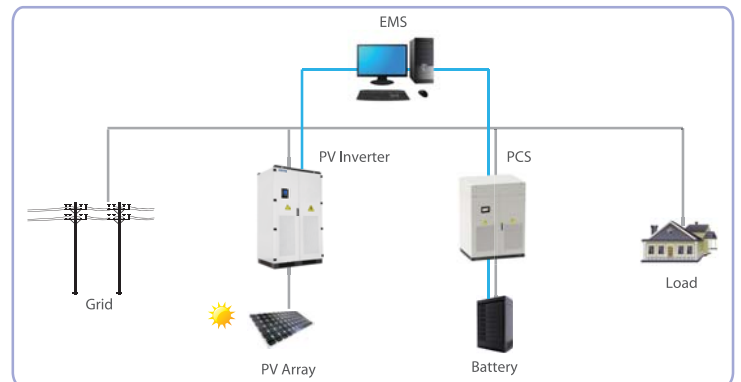 EMS
PV Inverter
PCS
Grid
Load
PV Array
Battery